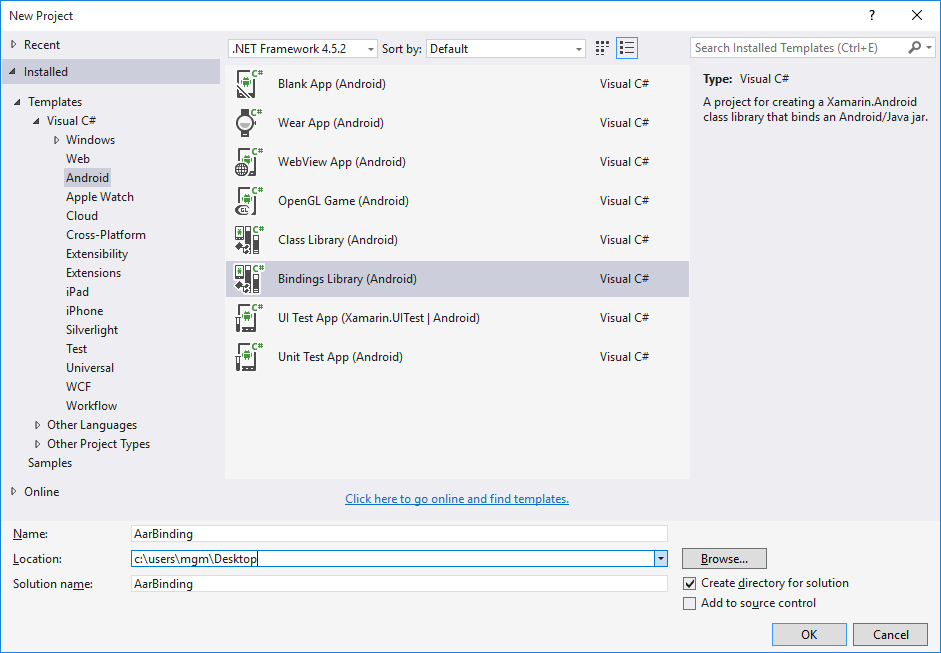 New Project
?
Recent
.NET Framework 4.5.2
Sort by:
Default
Search Installed Templates (Ctrl+E)
Installed
Templates
Visual C#
Windows
Web
Android
Apple Watch
Cloud
Cross-Platform
Extensibility
Extensions
iPad
iPhone
Silverlight
Test
Universal
WCF
Workflow
Other Languages
Other Project Types
Samples
Online
C# Blank App (Android) Visual C#
C# Wear App (Android) Visual C#
C# WebView App (Android) Visual C#
C# GL OpenGL Game (Android) Visual C#
C# Class Library (Android) Visual C#
C# Bindings Library (Android) Visual C#
C# UI Test App (Xamarin.UITest | Android) Visual C#
C# Unit Test App (Android) Visual C#
Click here to go online and find templates.
Type: Visual C#
A project for creating a Xamarin.Android
class library that binds an Android/Java jar.
Name: AarBinding
Location: c:\users\mgm\Desktop
Browse...
Solution name: AarBinding
Create directory for solution
Add to source control
OK
Cancel